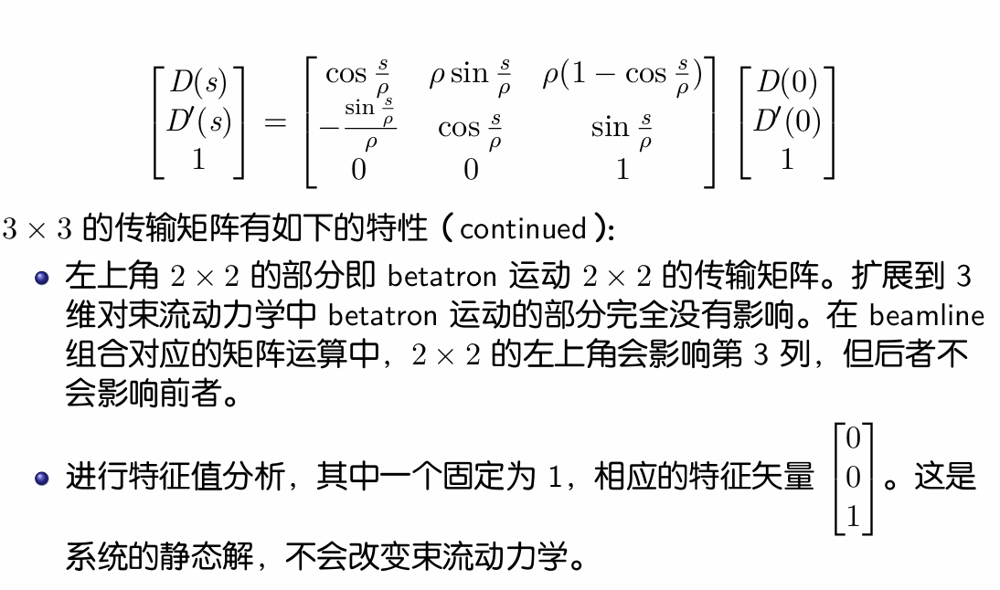 $$\begin{bmatrix} D(s) \\ D'(s) \\ 1 \end{bmatrix} = \begin{bmatrix} \cos\frac{s}{\rho} & \rho\sin\frac{s}{\rho} & \rho(1-\cos\frac{s}{\rho}) \\ -\frac{\sin\frac{s}{\rho}}{\rho} & \cos\frac{s}{\rho} & \sin\frac{s}{\rho} \\ 0 & 0 & 1 \end{bmatrix} \begin{bmatrix} D(0) \\ D'(0) \\ 1 \end{bmatrix}$$
3 × 3 的传输矩阵有如下的特性（continued）:
左上角 2 × 2 的部分即 betatron 运动 2 × 2 的传输矩阵。扩展到 3
维对束流动力学中 betatron 运动的部分完全没有影响。在 beamline
组合对应的矩阵运算中，2 × 2 的左上角会影响第 3 列，但后者不
会影响前者。
进行特征值分析，其中一个固定为 1，相应的特征矢量 $\begin{bmatrix} 0 \\ 0 \\ 1 \end{bmatrix}$。这是
系统的静态解，不会改变束流动力学。